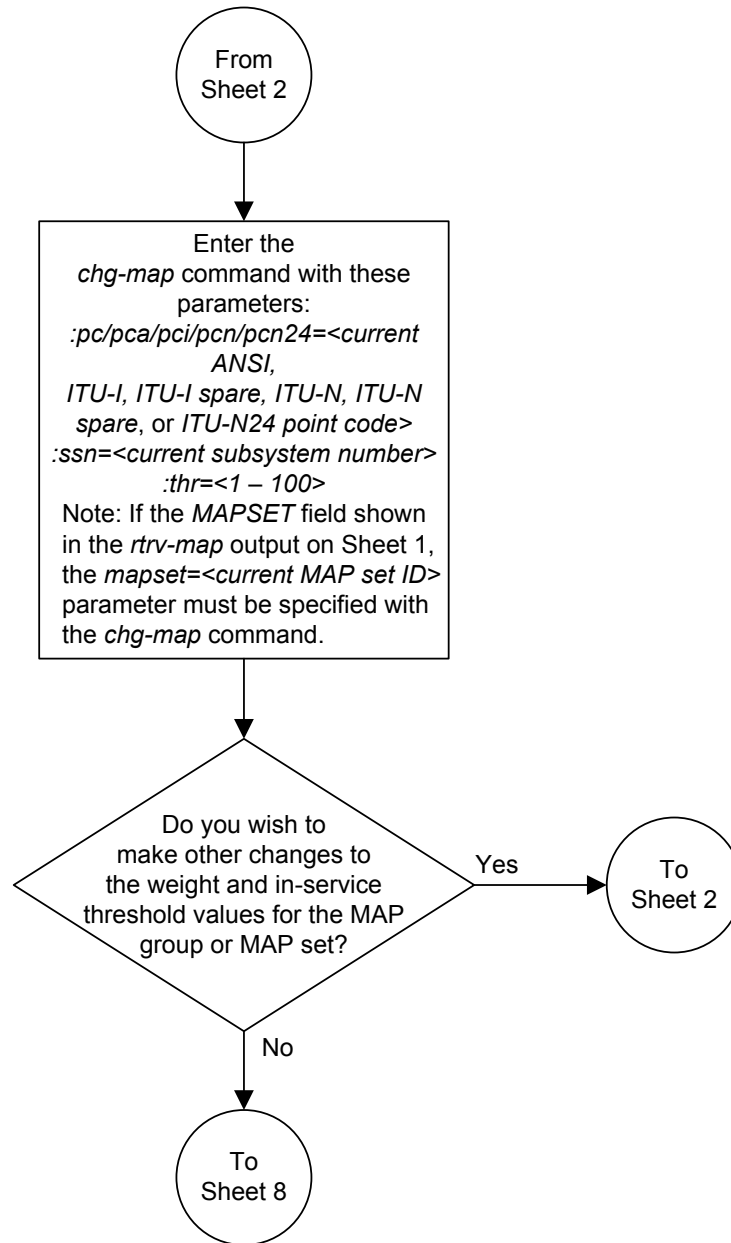 From
Sheet 2
Enter the
chg-map command with these
parameters:
:pc/pca/pci/pcn/pcn24=<current
ANSI,
ITU-I, ITU-I spare, ITU-N, ITU-N
spare, or ITU-N24 point code>
:ssn=<current subsystem number>
:thr=<1 – 100>
Note: If the MAPSET field shown
in the rtrv-map output on Sheet 1,
the mapset=<current MAP set ID>
parameter must be specified with
the chg-map command.
Do you wish to
make other changes to
the weight and in-service
threshold values for the MAP
group or MAP set?
Yes
To
Sheet 2
No
To
Sheet 8